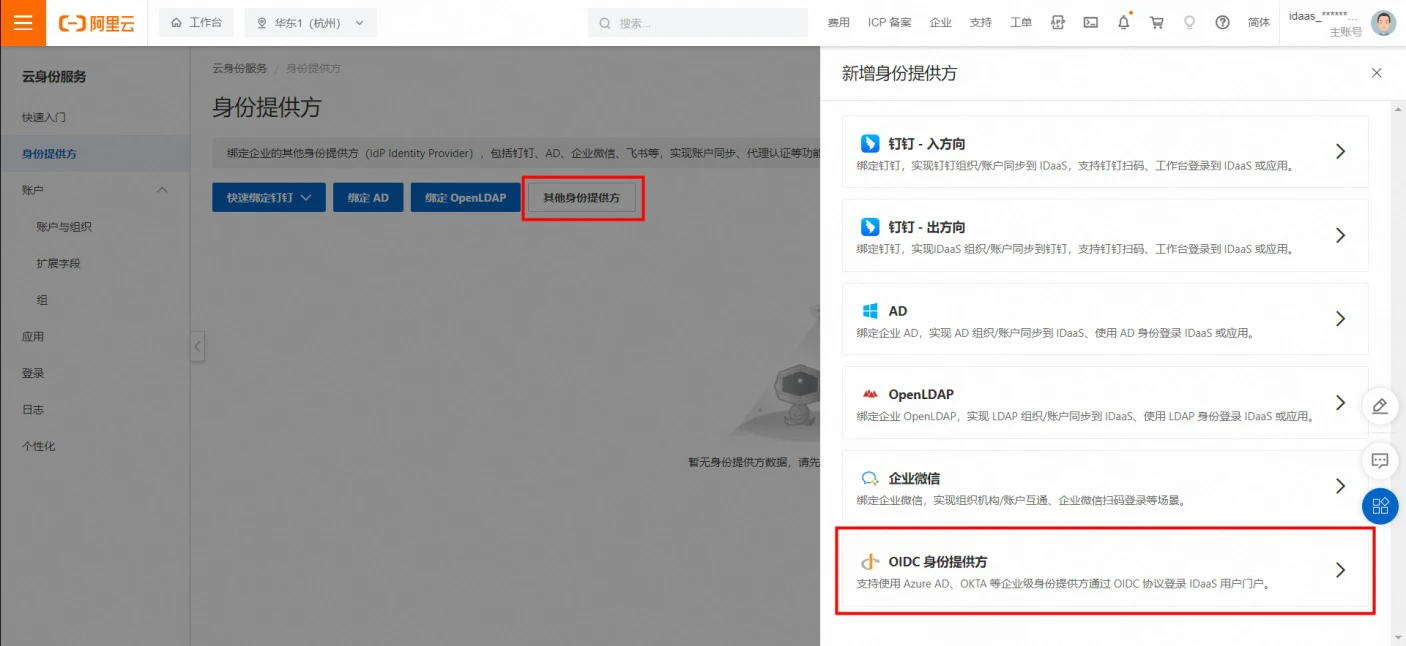 阿里云
工作台
华东1（杭州）
搜索...
费用
ICP 备案
企业
支持
工单
简体
idaas_******...
主账号
云身份服务
快速入门
身份提供方
账户
账户与组织
扩展字段
组
应用
登录
日志
个性化
云身份服务 / 身份提供方
身份提供方
绑定企业的其他身份提供方（IdP Identity Provider），包括钉钉、AD、企业微信、飞书等，实现账户同步、代理认证等功能
快速绑定钉钉
绑定 AD
绑定 OpenLDAP
其他身份提供方
暂无身份提供方数据，请先
新增身份提供方
钉钉 - 入方向
绑定钉钉，实现钉钉组织/账户同步到 IDaaS，支持钉钉扫码、工作台登录到 IDaaS 或应用。
钉钉 - 出方向
绑定钉钉，实现IDaaS 组织/账户同步到钉钉，支持钉钉扫码、工作台登录到 IDaaS 或应用。
AD
绑定企业 AD，实现 AD 组织/账户同步到 IDaaS、使用 AD 身份登录 IDaaS 或应用。
OpenLDAP
绑定企业 OpenLDAP，实现 LDAP 组织/账户同步到 IDaaS、使用 LDAP 身份登录 IDaaS 或应用。
企业微信
绑定企业微信，实现组织机构/账户互通、企业微信扫码登录等场景。
OIDC 身份提供方
支持使用 Azure AD、OKTA 等企业级身份提供方通过 OIDC 协议登录 IDaaS 用户门户。